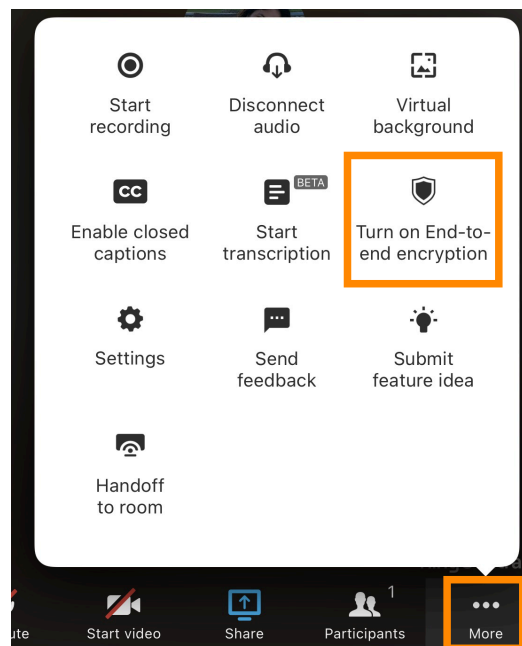 Start
recording
Disconnect
audio
Virtual
background
CC
Enable closed
captions
BETA
Start
transcription
Turn on End-to-
end encryption
Settings
Send
feedback
Submit
feature idea
Handoff
to room
ute
Start video
Share
1
Participants
More